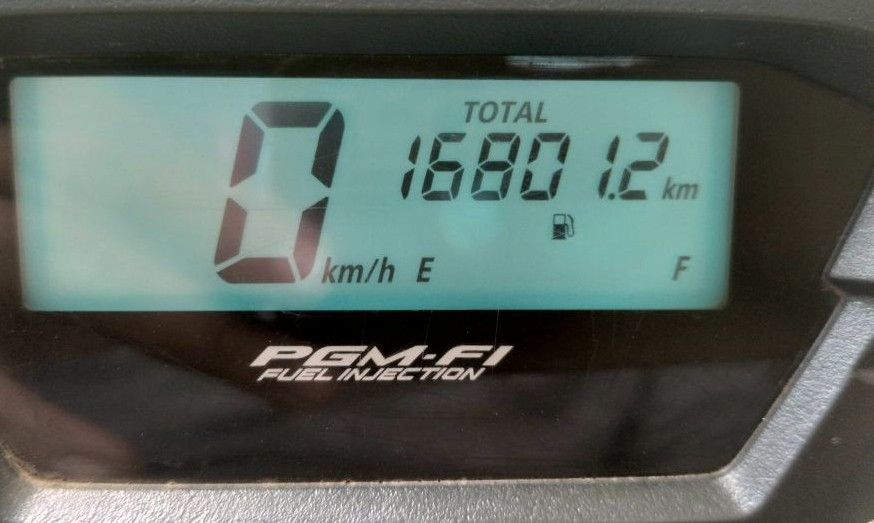 TOTAL
0 km/h 16801.2 km
E F
PGM-FI
FUEL INJECTION